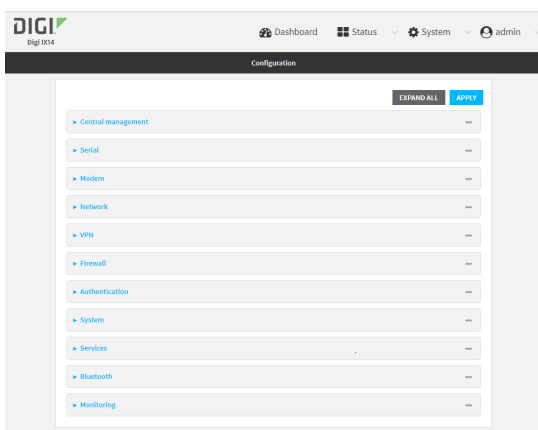 DIGI
Digi IX14
Dashboard Status System admin
Configuration
EXPAND ALL APPLY
Central management
Serial
Modem
Network
VPN
Firewall
Authentication
System
Services
Bluetooth
Monitoring